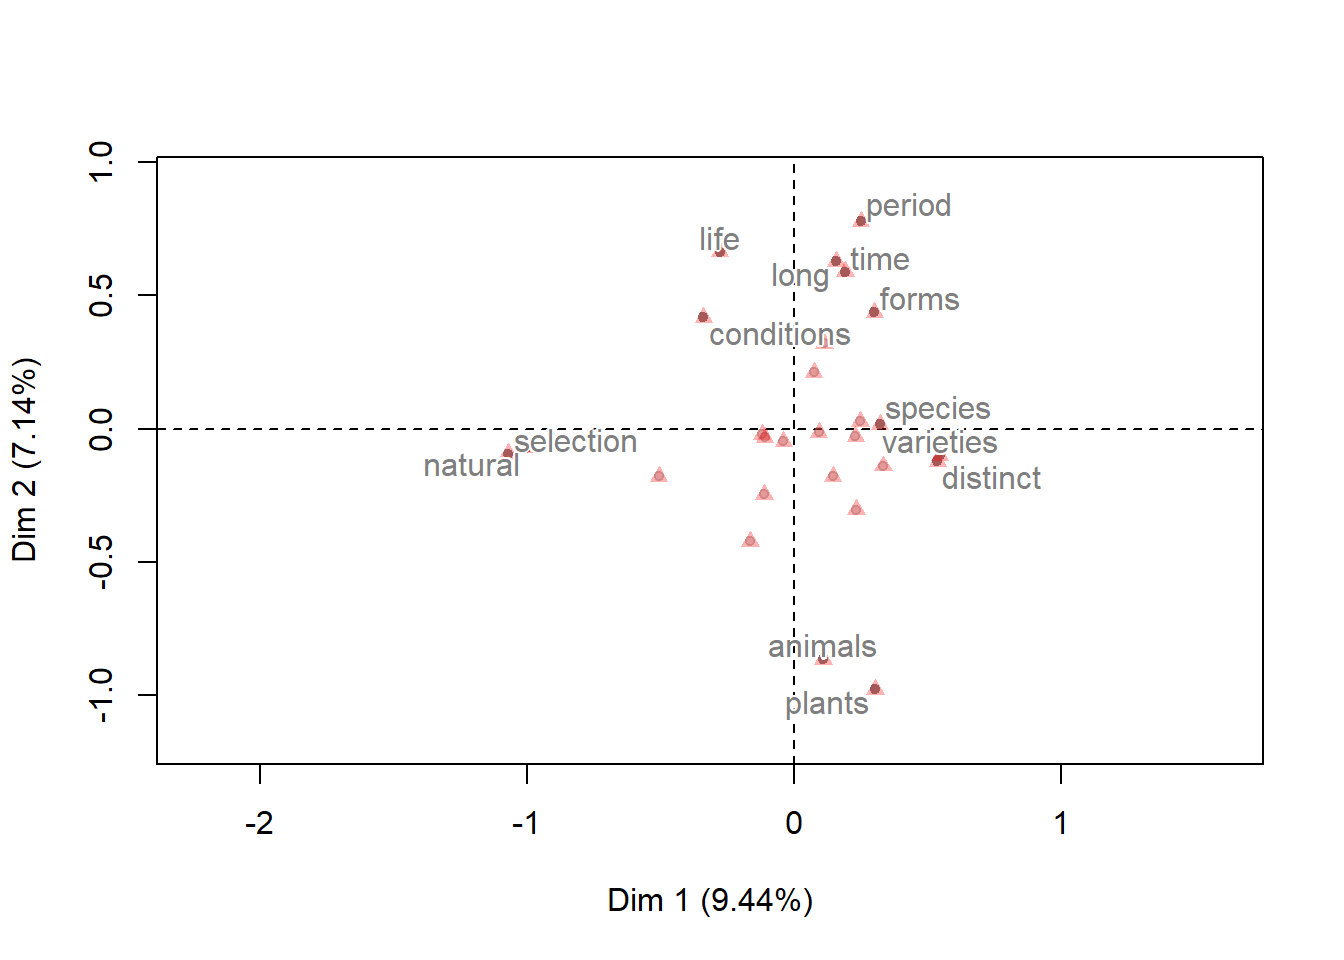 1.0
0.5
0.0
-0.5
-1.0
Dim 2 (7.14%)
period
life
time
long
forms
conditions
species
selection
varieties
natural
distinct
animals
plants
-2
-1
0
1
Dim 1 (9.44%)